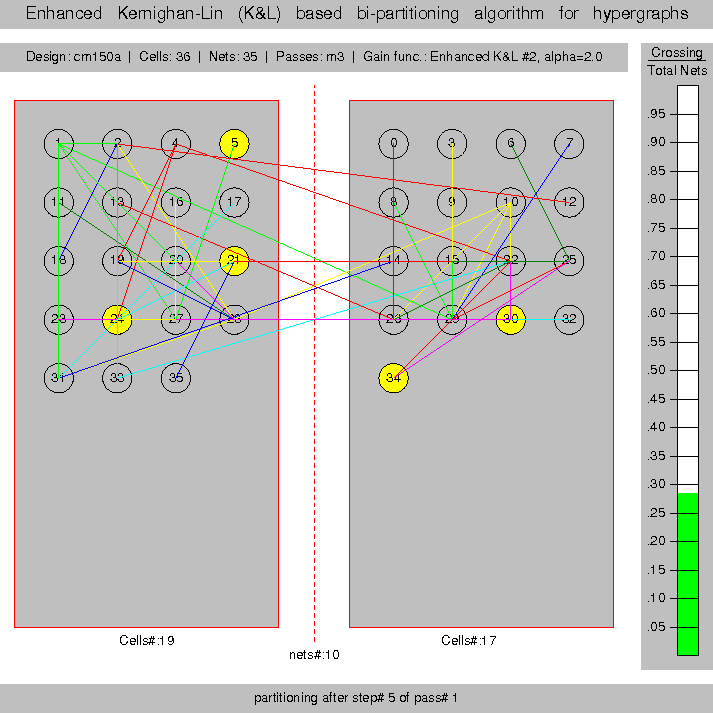 Enhanced Kernighan-Lin (K&L) based bi-partitioning algorithm for hypergraphs
Design: cm150a | Cells: 36 | Nets: 35 | Passes: m3 | Gain func.: Enhanced K&L #2, alpha=2.0
Crossing
Total Nets
1 2 4 5
0 3 6 7
11 13 16 17
8 9 10 12
18 19 20 21
14 15 22 25
23 24 27 28
26 29 30 32
31 33 35
34
.95
.90
.85
.80
.75
.70
.65
.60
.55
.50
.45
.40
.35
.30
.25
.20
.15
.10
.05
Cells#:19
Cells#:17
nets#:10
partitioning after step# 5 of pass# 1